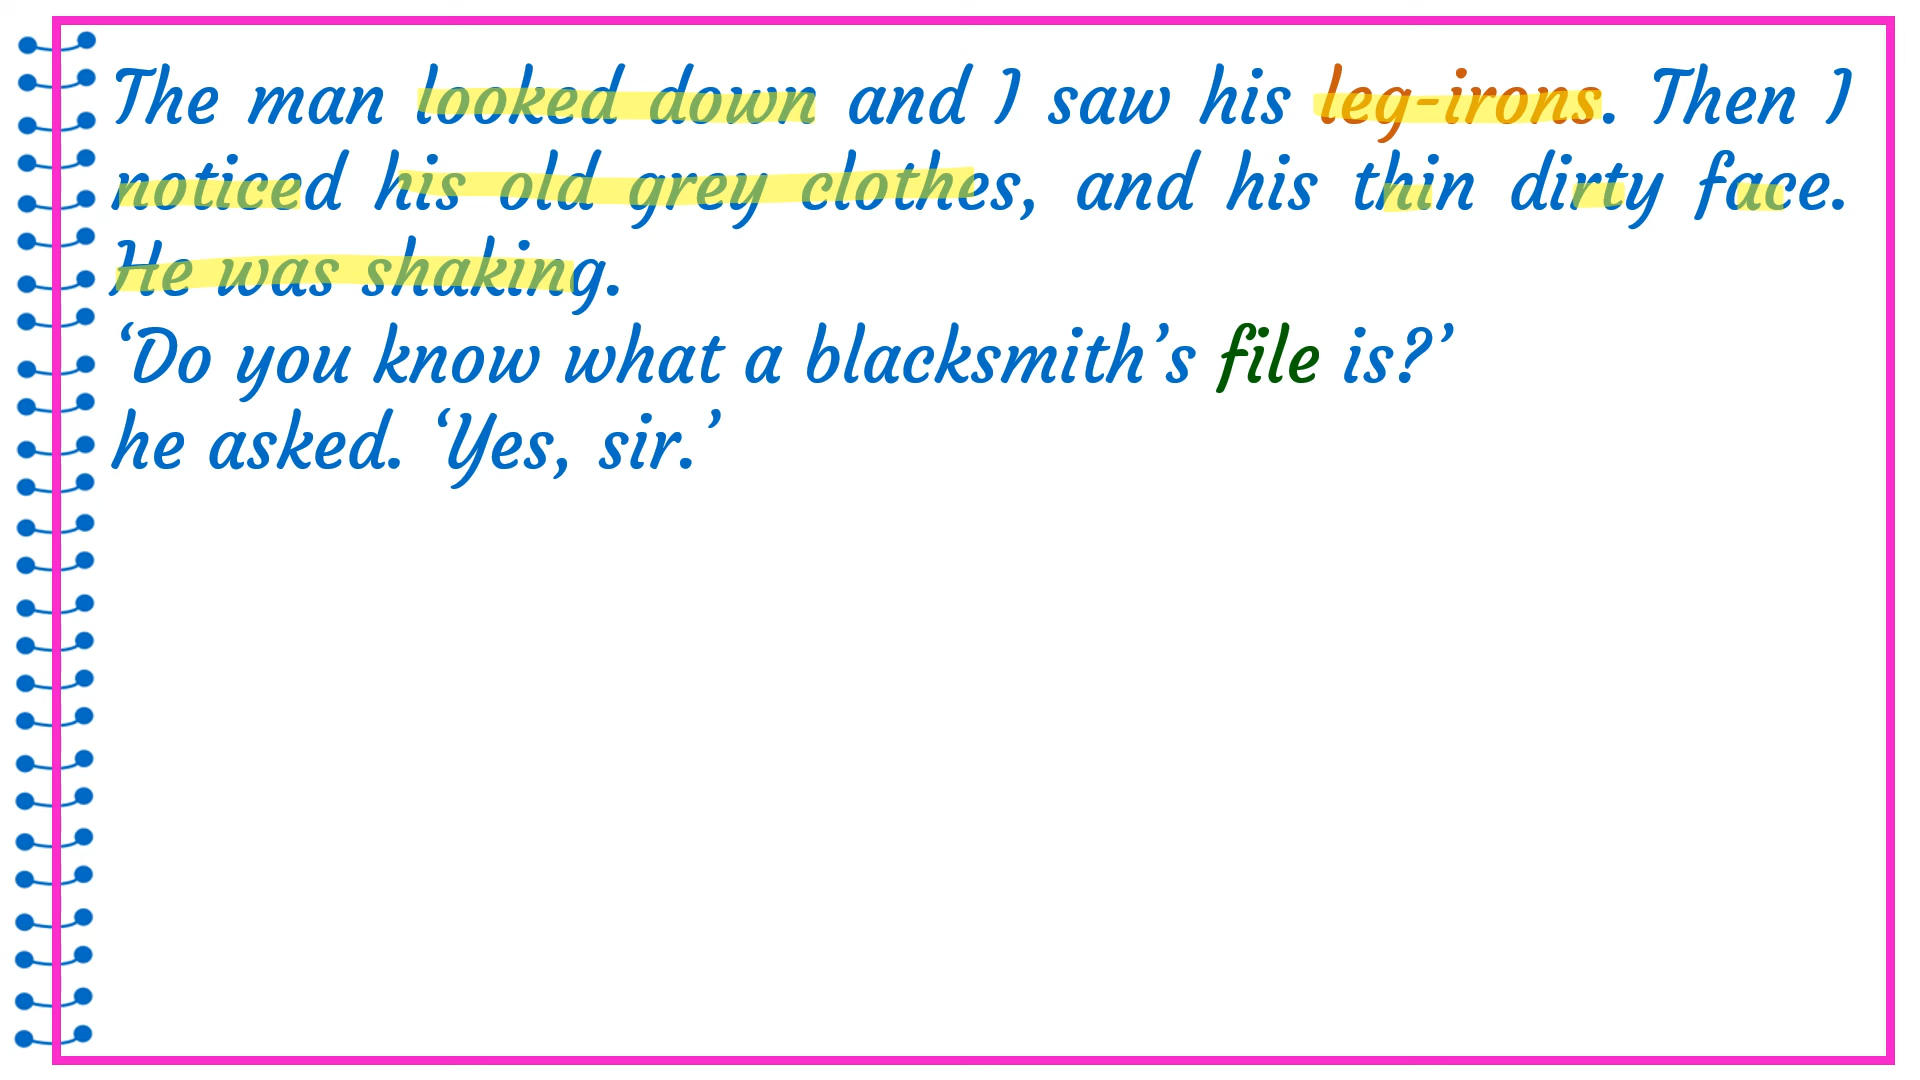 The man looked down and I saw his leg-irons. Then I
noticed his old grey clothes, and his thin dirty face.
He was shaking.
‘Do you know what a blacksmith’s file is?’
he asked. ‘Yes, sir.’